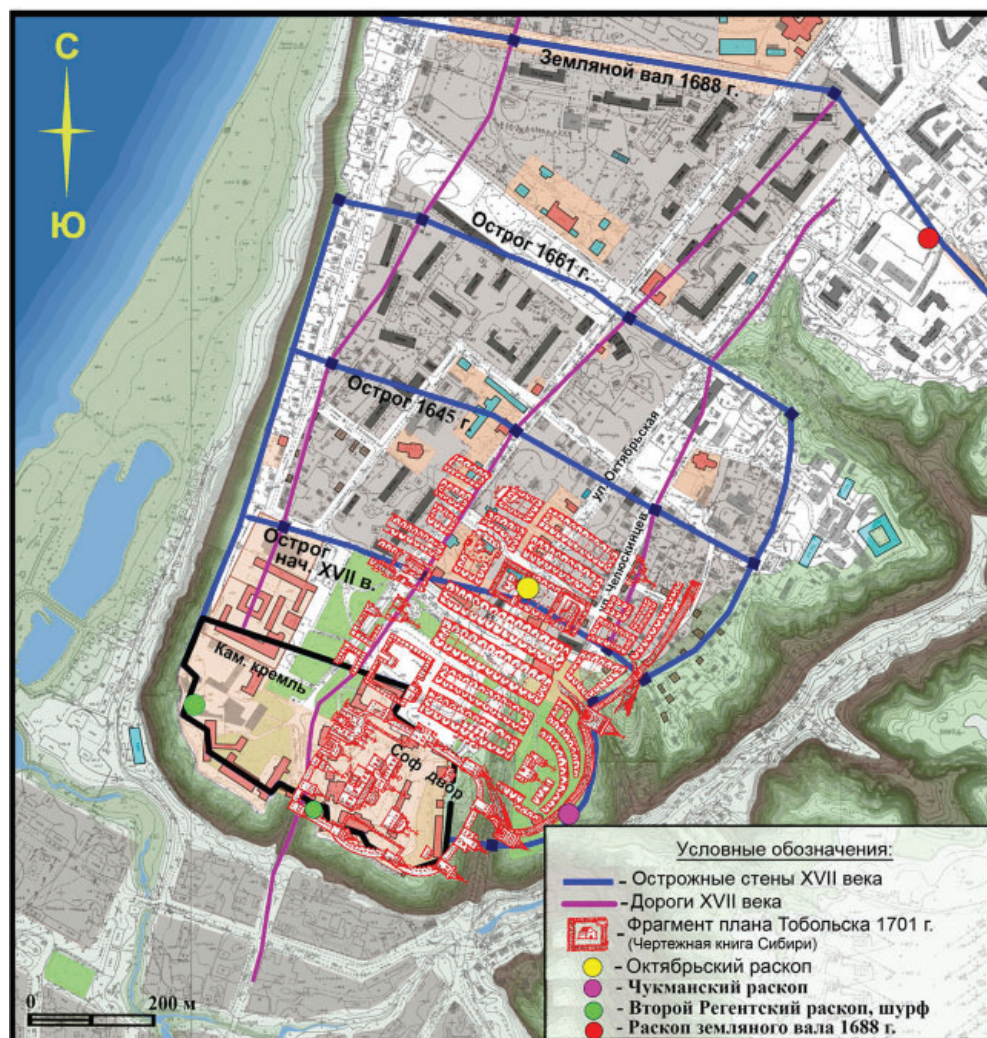 С
Ю
Земляной вал 1688 г.
Острог 1661 г.
Острог 1645 г.
ул. Октябрьская
Челюскинцев
Острог
нач. XVII в.
Кам. кремль
Соф. двор
0 200 м
Условные обозначения:
- Острожные стены XVII века
- Дороги XVII века
- Фрагмент плана Тобольска 1701 г.
(Чертежная книга Сибири)
- Октябрьский раскоп
- Чукманский раскоп
- Второй Регентский раскоп, шурф
- Раскоп земляного вала 1688 г.